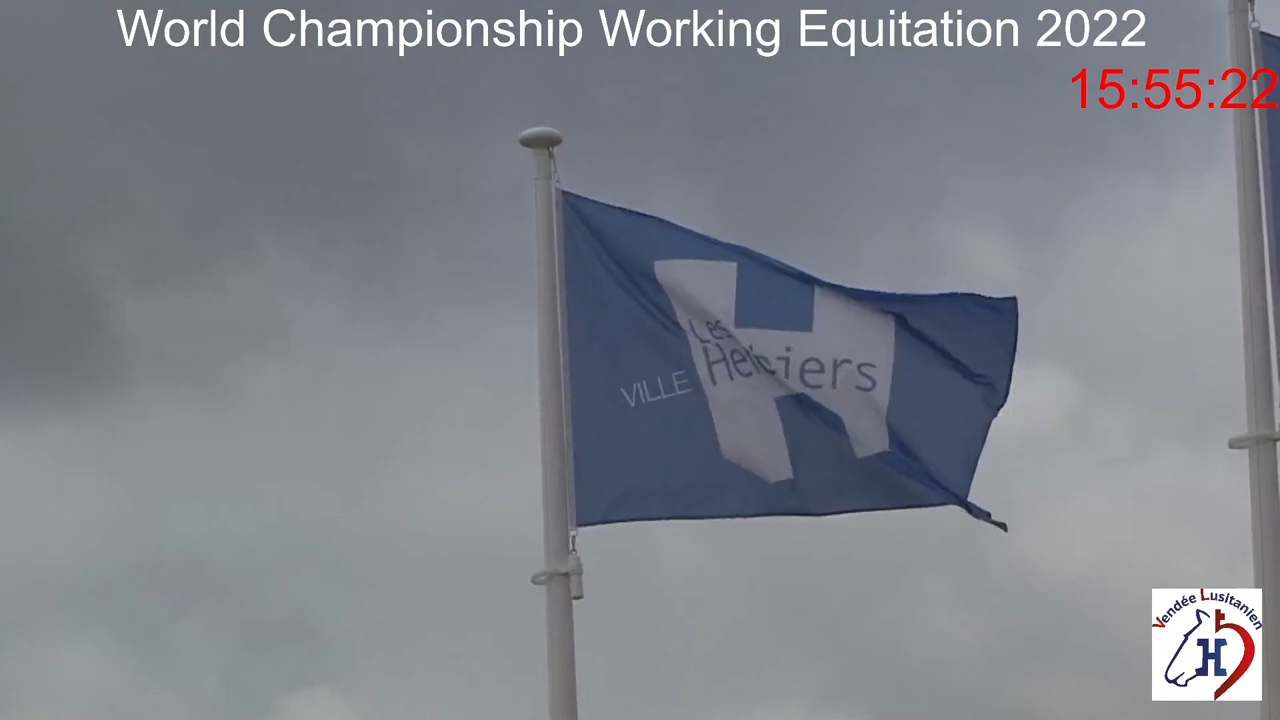 World Championship Working Equitation 2022
15:55:22
Les
VILLE Herbiers
Vendée Lusitanien
H